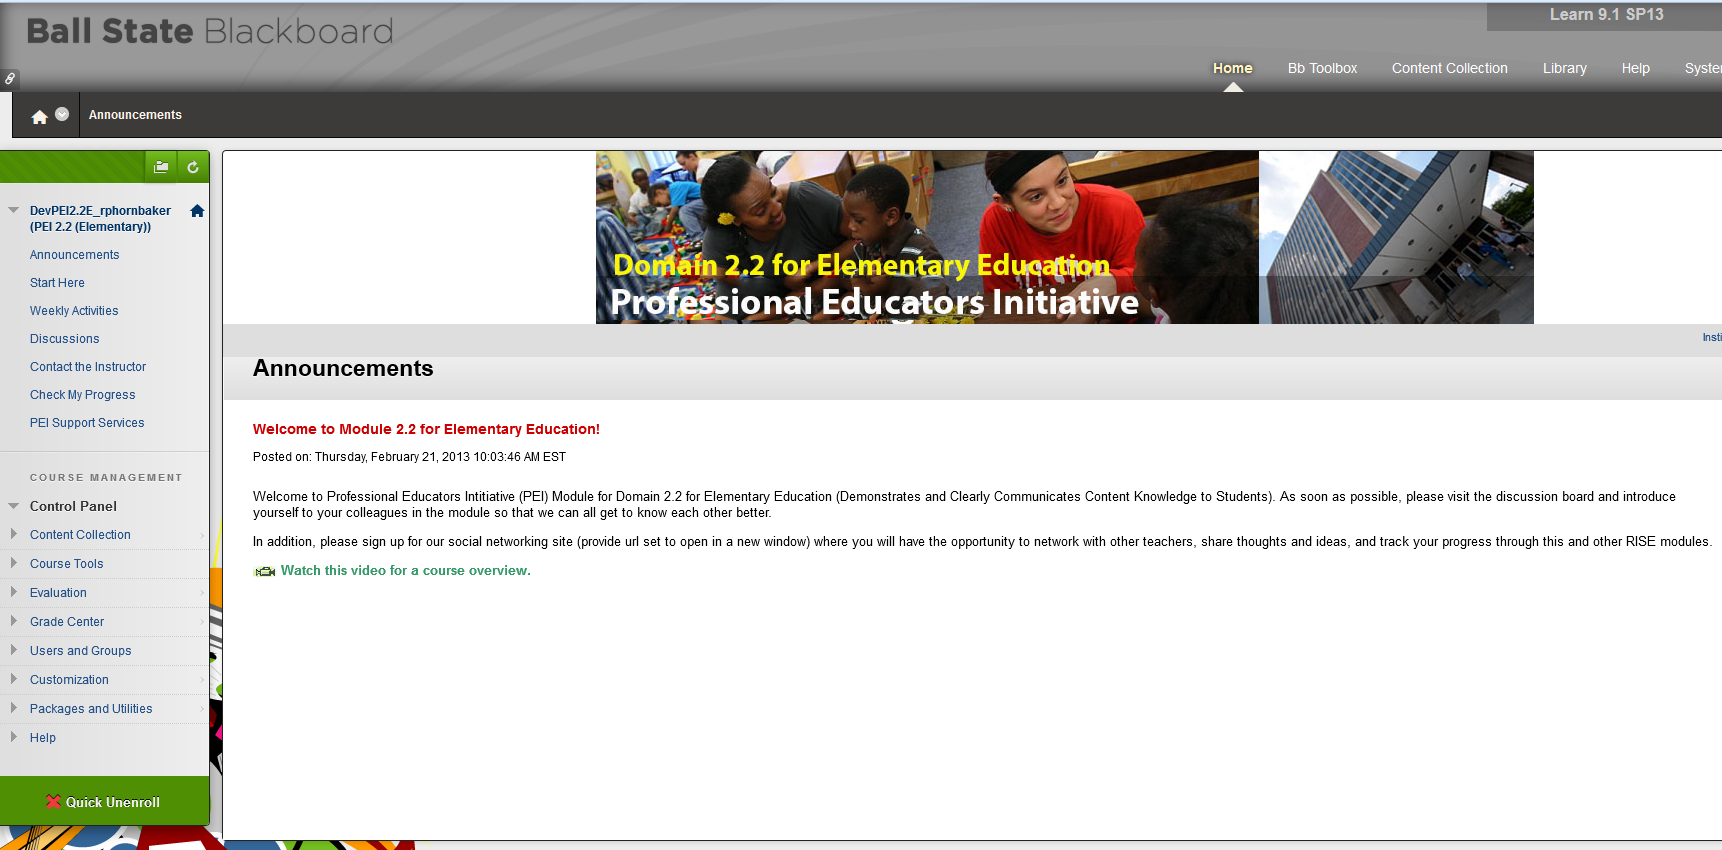 Ball State Blackboard
Learn 9.1 SP13
Home
Bb Toolbox
Content Collection
Library
Help
Announcements
DevPEI2.2E_rphornbaker
(PEI 2.2 (Elementary))
Announcements
Start Here
Weekly Activities
Discussions
Contact the Instructor
Check My Progress
PEI Support Services
COURSE MANAGEMENT
Control Panel
Content Collection
Course Tools
Evaluation
Grade Center
Users and Groups
Customization
Packages and Utilities
Help
Quick Unenroll
Domain 2.2 for Elementary Education
Professional Educators Initiative
Announcements
Welcome to Module 2.2 for Elementary Education!
Posted on: Thursday, February 21, 2013 10:03:46 AM EST
Welcome to Professional Educators Intitiative (PEI) Module for Domain 2.2 for Elementary Education (Demonstrates and Clearly Communicates Content Knowledge to Students). As soon as possible, please visit the discussion board and introduce
yourself to your colleagues in the module so that we can all get to know each other better.
In addition, please sign up for our social networking site (provide url set to open in a new window) where you will have the opportunity to network with other teachers, share thoughts and ideas, and track your progress through this and other RISE modules.
Watch this video for a course overview.